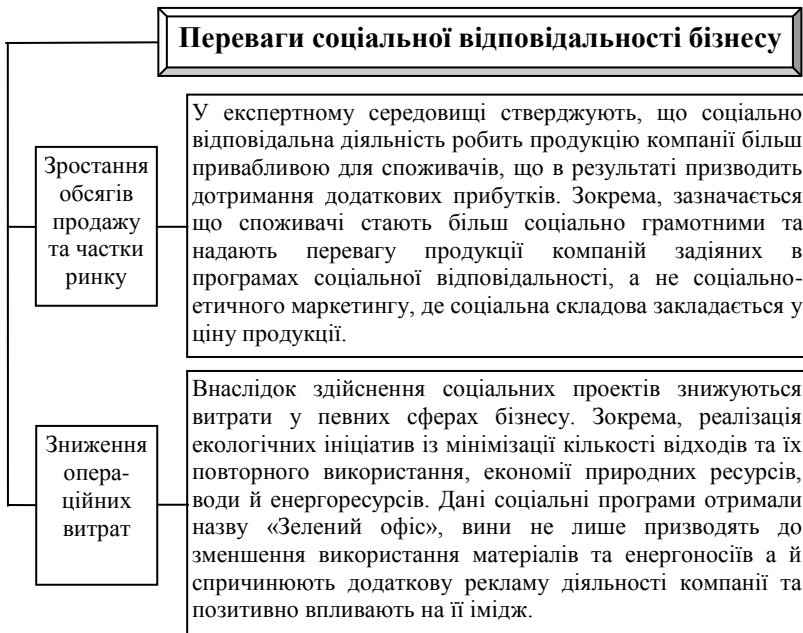 Переваги соціальної відповідальності бізнесу
Зростання
обсягів
продажу
та частки
ринку
У експертному середовищі стверджують, що соціально
відповідальна діяльність робить продукцію компанії більш
привабливою для споживачів, що в результаті призводить
дотримання додаткових прибутків. Зокрема, зазначається
що споживачі стають більш соціально грамотними та
надають перевагу продукції компаній задіяних в
програмах соціальної відповідальності, а не соціально-
етичного маркетингу, де соціальна складова закладається у
ціну продукції.
Зниження
опера-
ційних
витрат
Внаслідок здійснення соціальних проектів знижуються
витрати у певних сферах бізнесу. Зокрема, реалізація
екологічних ініціатив із мінімізації кількості відходів та їх
повторного використання, економії природних ресурсів,
води й енергоресурсів. Дані соціальні програми отримали
назву «Зелений офіс», вини не лише призводять до
зменшення використання матеріалів та енергоносіїв а й
спричинюють додаткову рекламу діяльності компанії та
позитивно впливають на її імідж.